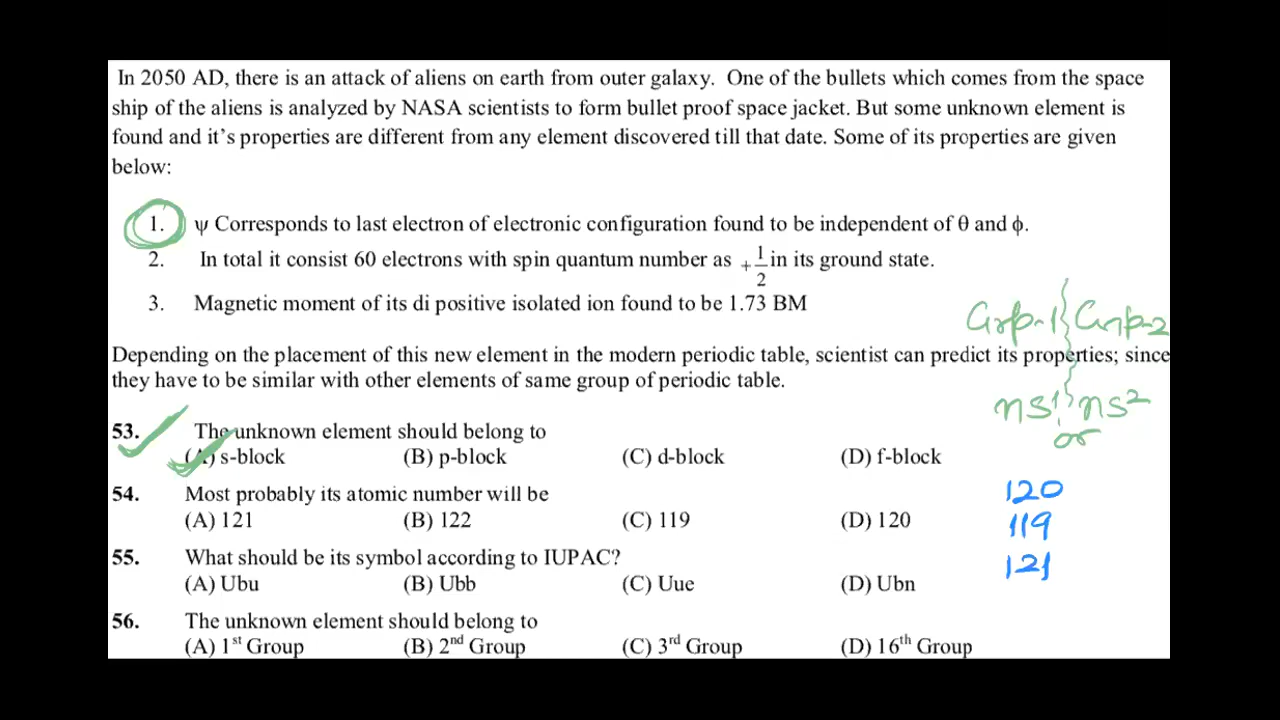 In 2050 AD, there is an attack of aliens on earth from outer galaxy. One of the bullets which comes from the space
ship of the aliens is analyzed by NASA scientists to form bullet proof space jacket. But some unknown element is
found and it's properties are different from any element discovered till that date. Some of its properties are given
below:
1. ψ Corresponds to last electron of electronic configuration found to be independent of θ and ϕ.
2. In total it consist 60 electrons with spin quantum number as +1/2 in its ground state.
3. Magnetic moment of its di positive isolated ion found to be 1.73 BM
Grp-1 Grp-2
Depending on the placement of this new element in the modern periodic table, scientist can predict its properties; since
they have to be similar with other elements of same group of periodic table.
ns¹ ns²
or
53. The unknown element should belong to
(A) s-block (B) p-block (C) d-block (D) f-block
54. Most probably its atomic number will be
(A) 121 (B) 122 (C) 119 (D) 120
120
119
121
55. What should be its symbol according to IUPAC?
(A) Ubu (B) Ubb (C) Uue (D) Ubn
56. The unknown element should belong to
(A) 1st Group (B) 2nd Group (C) 3rd Group (D) 16th Group